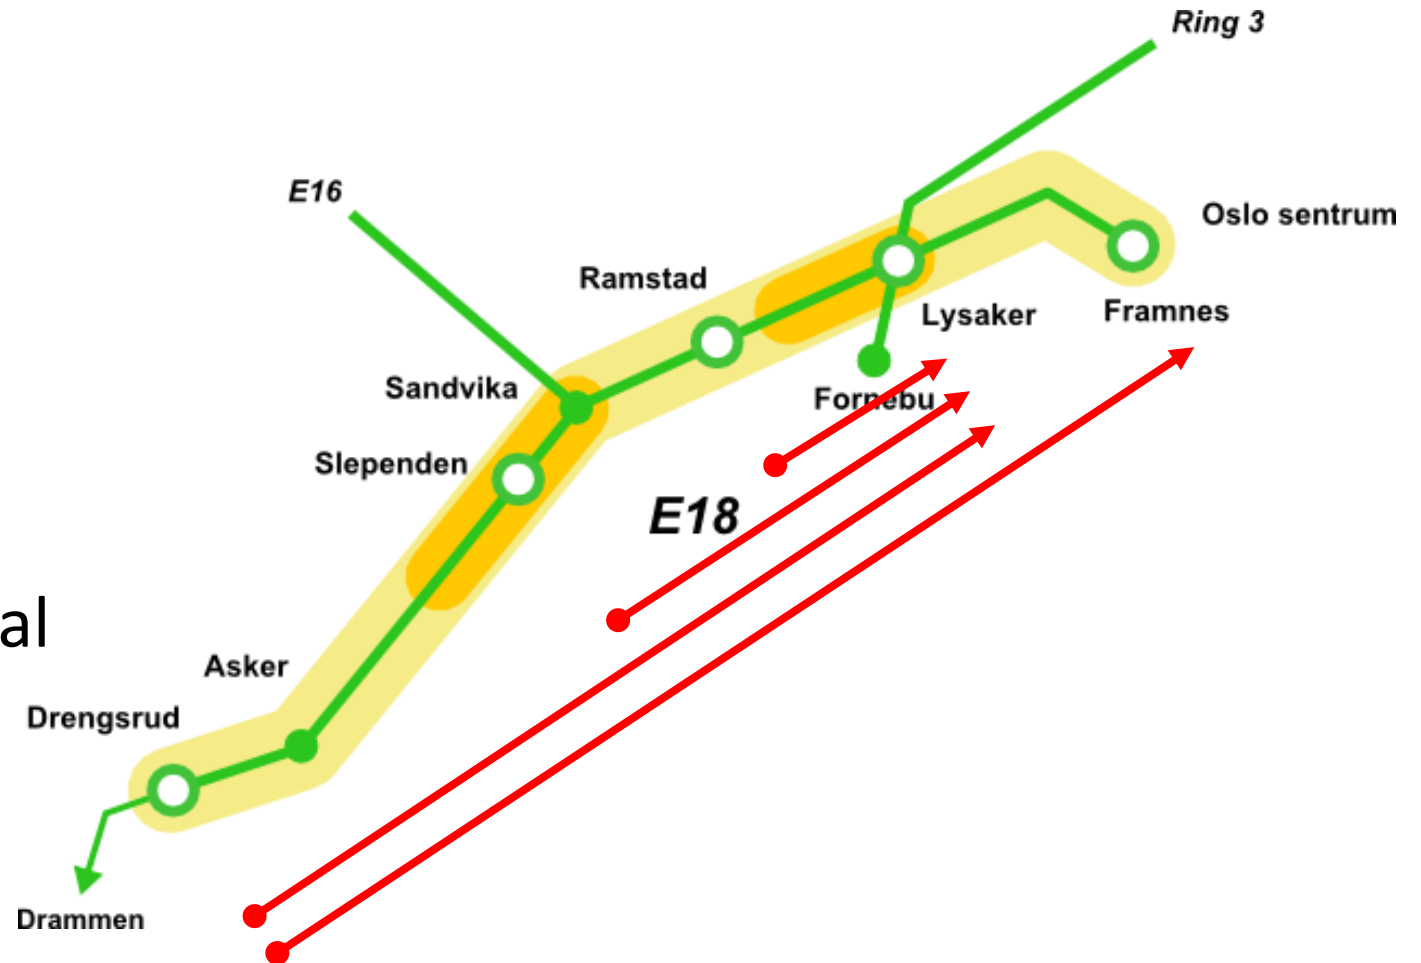 Ring 3
E16
Oslo sentrum
Ramstad
Framnes
Lysaker
Sandvika
Fornebu
Slependen
E18
al
Asker
Drengsrud
Drammen